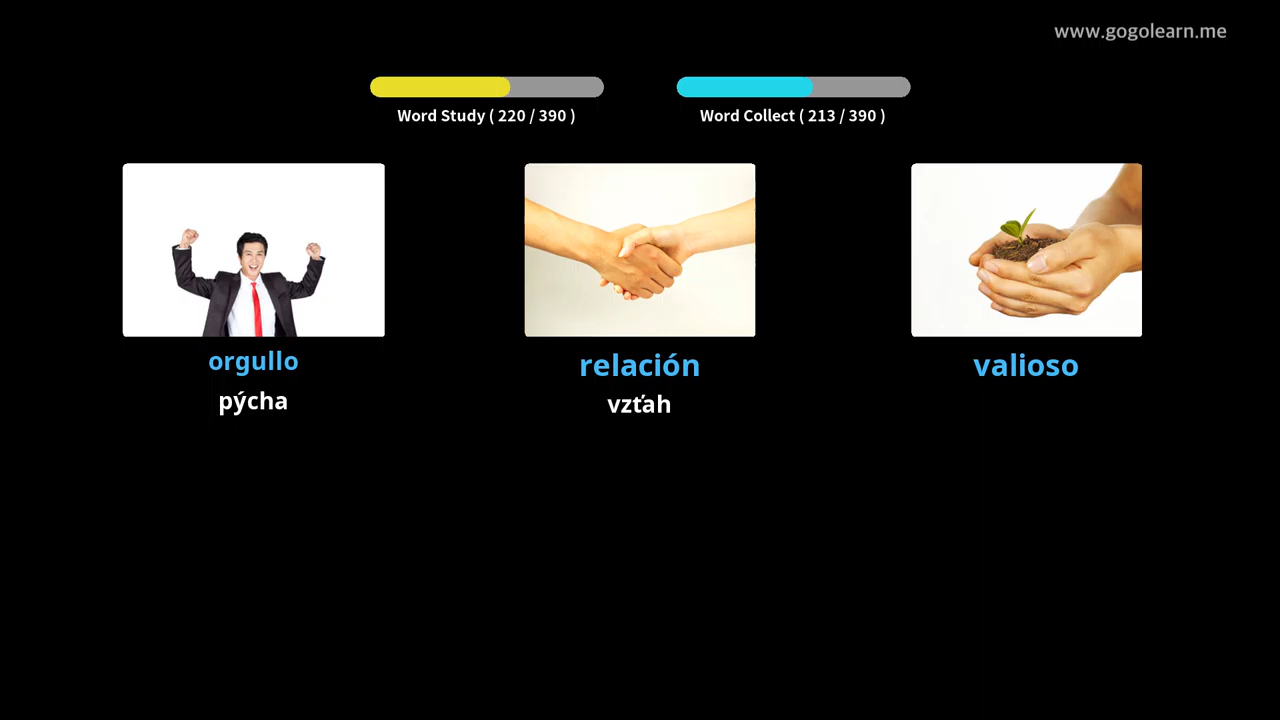 www.gogolearn.me
Word Study ( 220 / 390 )
Word Collect ( 213 / 390 )
orgullo
pýcha
relación
vzťah
valioso